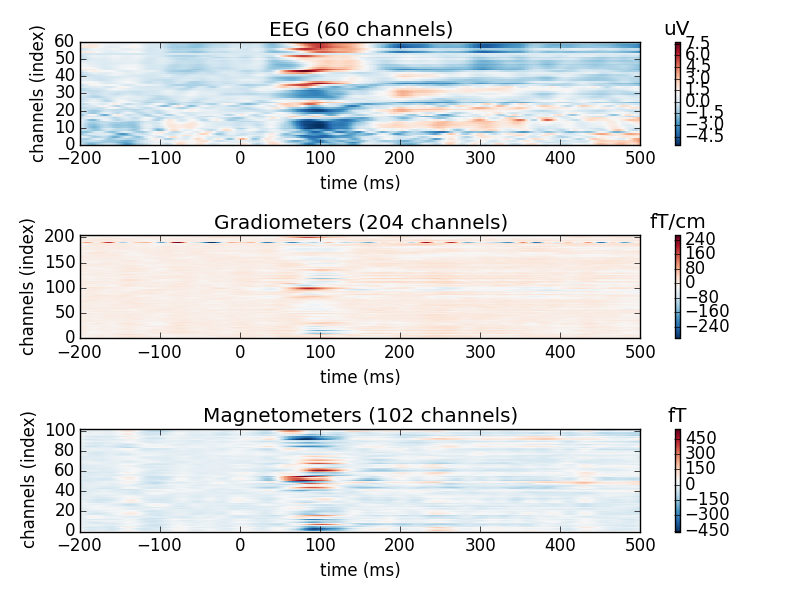 EEG (60 channels)
uV
channels (index)
60
50
40
30
20
10
0
−200 −100 0 100 200 300 400 500
time (ms)
7.5
6.0
4.5
3.0
1.5
0.0
−1.5
−3.0
−4.5
Gradiometers (204 channels)
fT/cm
channels (index)
200
150
100
50
0
−200 −100 0 100 200 300 400 500
time (ms)
240
160
80
0
−80
−160
−240
Magnetometers (102 channels)
fT
channels (index)
100
80
60
40
20
0
−200 −100 0 100 200 300 400 500
time (ms)
450
300
150
0
−150
−300
−450